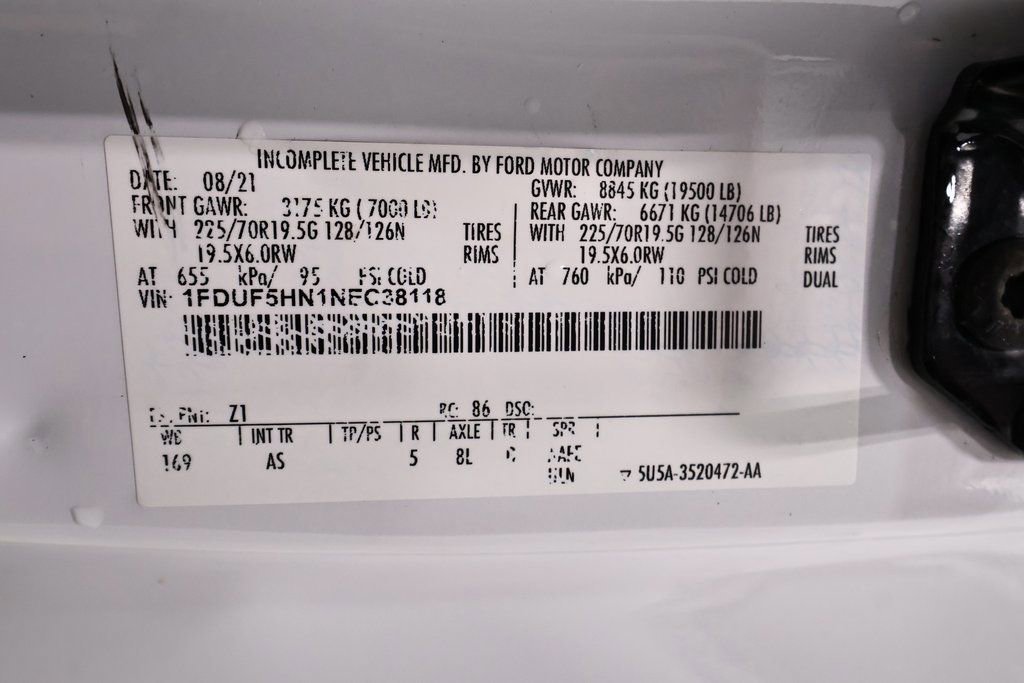 INCOMPLETE VEHICLE MFD. BY FORD MOTOR COMPANY
DATE: 08/21
GVWR: 8845 KG (19500 LB)
FRONT GAWR: 3175 KG (7000 LB)
REAR GAWR: 6671 KG (14706 LB)
WITH 225/70R19.5G 128/126N TIRES
WITH 225/70R19.5G 128/126N TIRES
19.5X6.0RW RIMS
19.5X6.0RW RIMS
AT 655 kPa/ 95 PSI COLD
AT 760 kPa/ 110 PSI COLD DUAL
VIN:
EXT PNT: Z1 RC: 86 DSO:
WB INT TR TP/PS R AXLE TR SPR
169 AS 5 8L
5U5A-3520472-AA